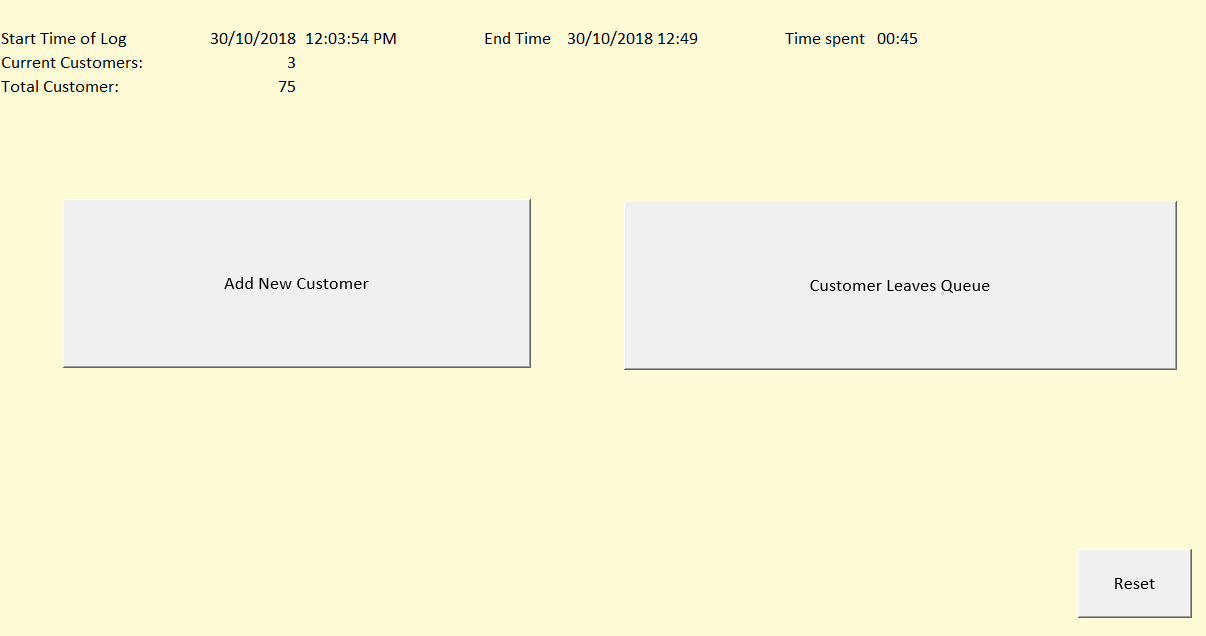 Start Time of Log 30/10/2018 12:03:54 PM End Time 30/10/2018 12:49 Time spent 00:45
Current Customers: 3
Total Customer: 75
Add New Customer
Customer Leaves Queue
Reset